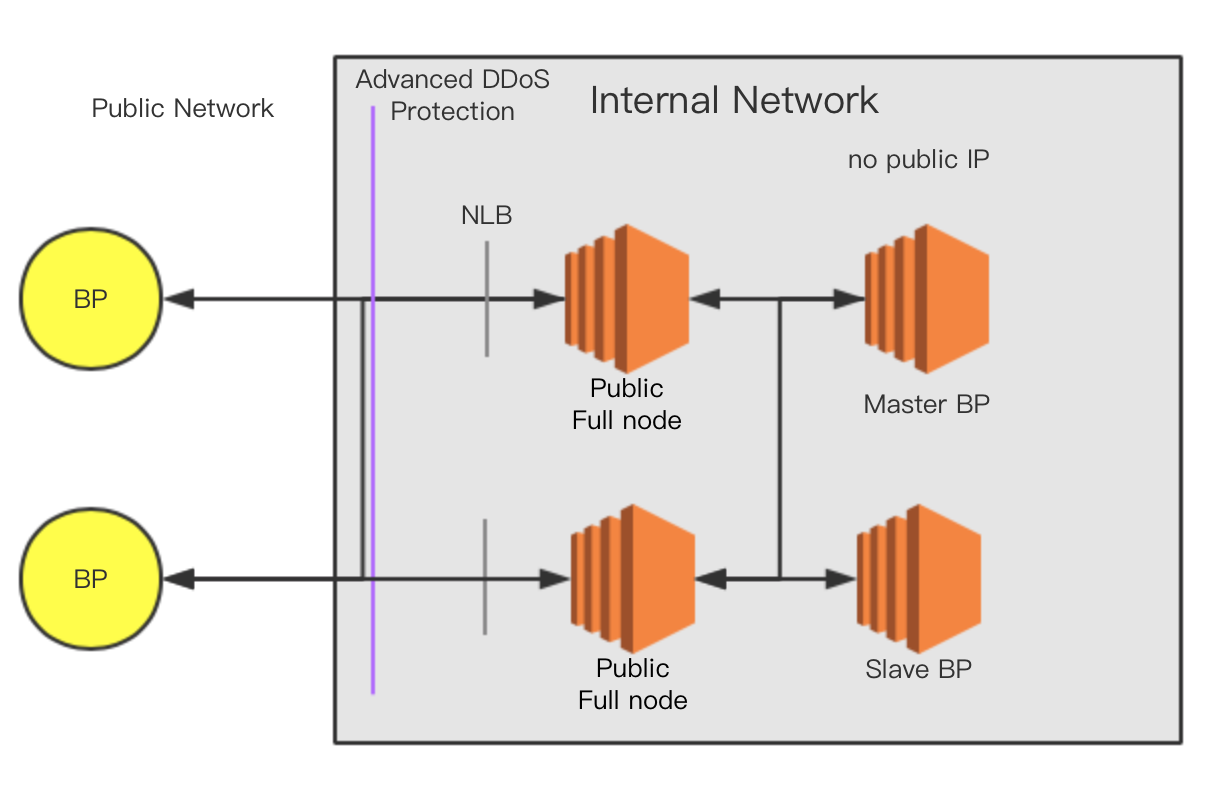 Advanced DDoS
Protection
Internal Network
Public Network
no public IP
NLB
BP
Public
Full node
Master BP
BP
Public
Full node
Slave BP